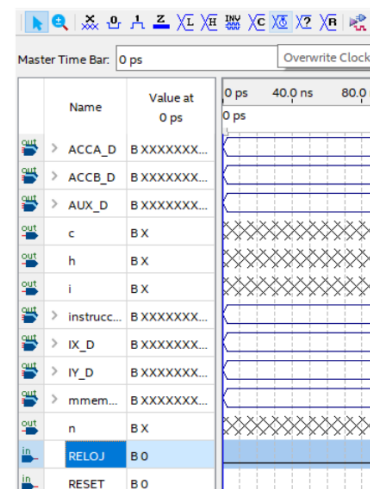 Master Time Bar: 0 ps
Overwrite Clock
Name
Value at
0 ps
0 ps 40.0 ns 80.0
0 ps
out > ACCA_D B XXXXXXX...
out > ACCB_D B XXXXXXX...
out > AUX_D B XXXXXXX...
out c B X
out h B X
out i B X
out > instrucc... B XXXXXXX...
out > IX_D B XXXXXXX...
out > IY_D B XXXXXXX...
out > mmem... B XXXXXXX...
out n B X
in RELOJ B 0
in RESET B 0